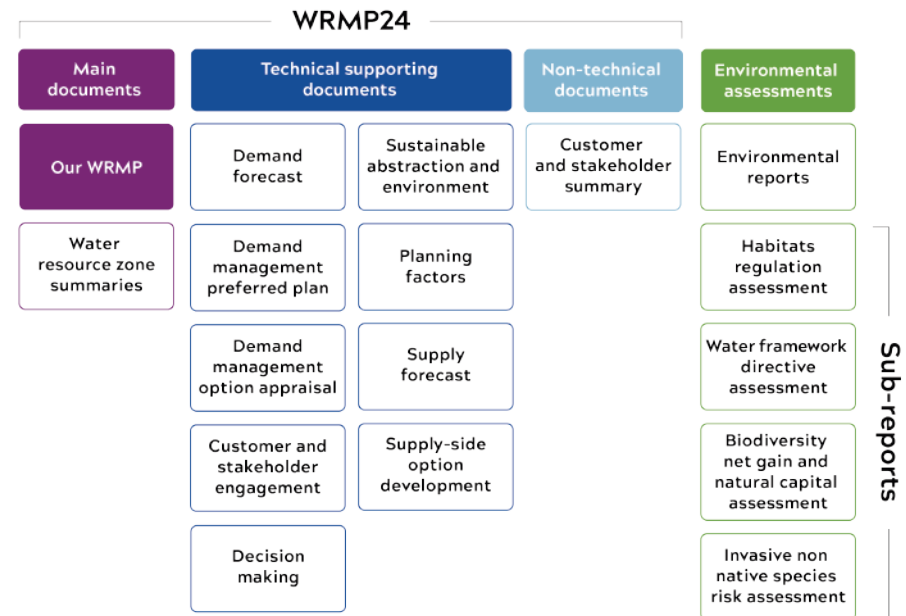 WRMP24
Main
documents
Technical supporting
documents
Non-technical
documents
Environmental
assessments
Our WRMP
Demand
forecast
Sustainable
abstraction and
environment
Customer
and stakeholder
summary
Environmental
reports
Water
resource zone
summaries
Demand
management
preferred plan
Planning
factors
Habitats
regulation
assessment
Demand
management
option appraisal
Supply
forecast
Water framework
directive
assessment
Customer and
stakeholder
engagement
Supply-side
option
development
Biodiversity
net gain and
natural capital
assessment
Decision
making
Invasive non
native species
risk assessment
Sub-reports